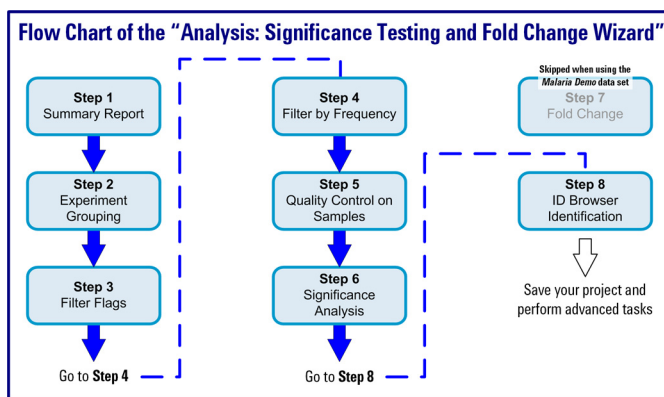 Flow Chart of the “Analysis: Significance Testing and Fold Change Wizard”
Step 1
Summary Report
Step 2
Experiment
Grouping
Step 3
Filter Flags
Go to Step 4
Step 4
Filter by Frequency
Step 5
Quality Control on
Samples
Step 6
Significance
Analysis
Go to Step 8
Skipped when using the
Malaria Demo data set
Step 7
Fold Change
Step 8
ID Browser
Identification
Save your project and
perform advanced tasks